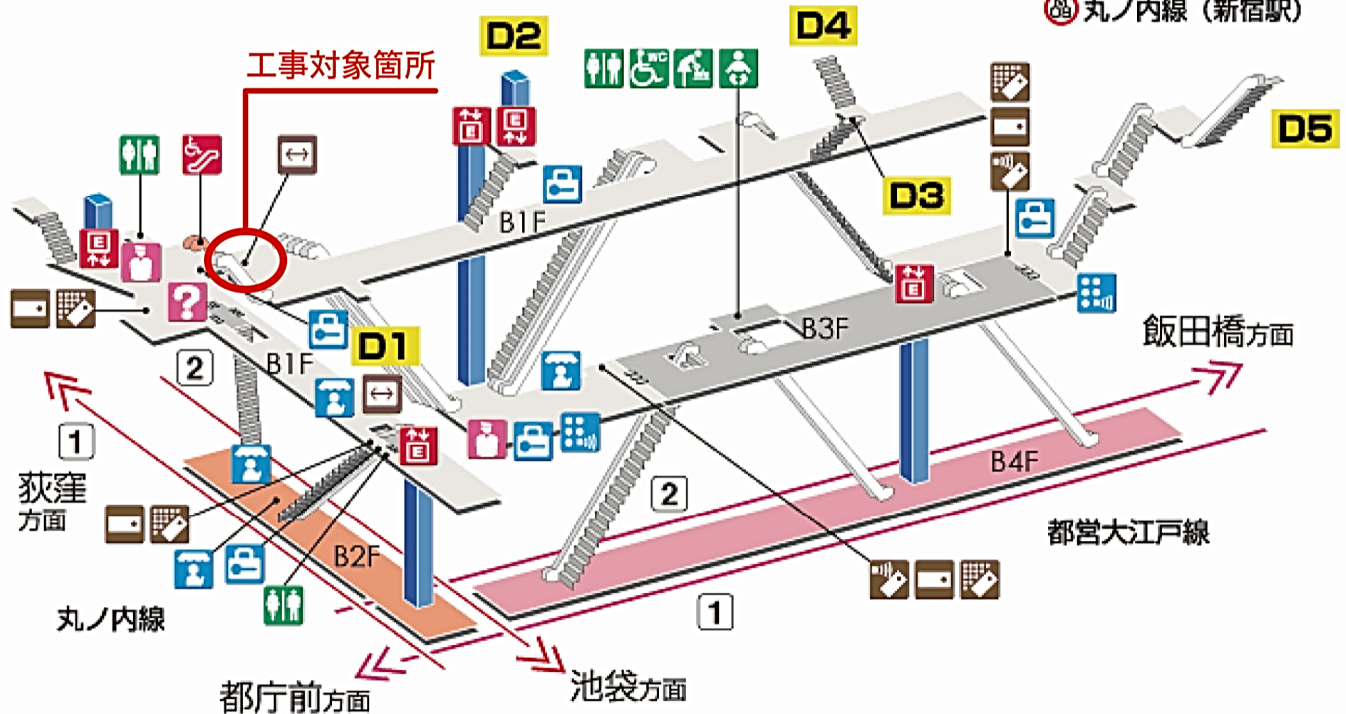 丸ノ内線（新宿駅）
D2
D4
工事対象箇所
WC
D5
E
E
D3
B1F
E
E
?
D1
B3F
飯田橋方面
2
B1F
1
E
荻窪
方面
B4F
2
都営大江戸線
B2F
丸ノ内線
1
都庁前方面
池袋方面